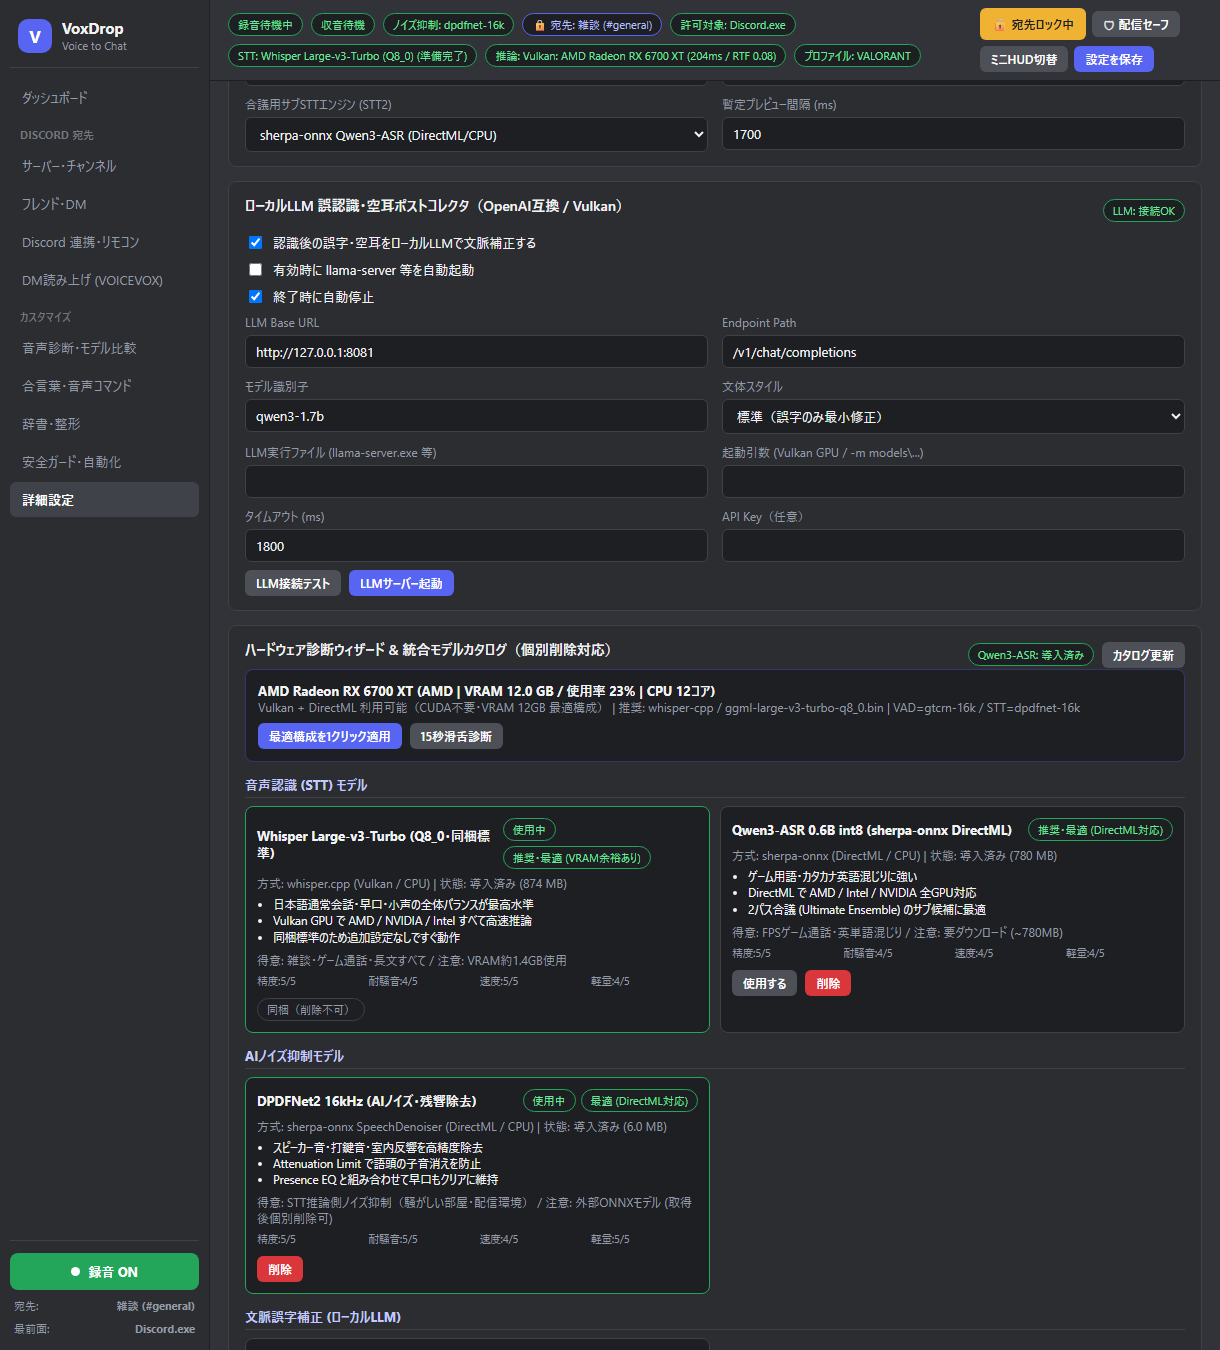 V
VoxDrop
Voice to Chat
録音待機中
収音待機
ノイズ抑制: dpdfnet-16k
🔒 宛先: 雑談 (#general)
許可対象: Discord.exe
STT: Whisper Large-v3-Turbo (Q8_0) (準備完了)
推論: Vulkan: AMD Radeon RX 6700 XT (204ms / RTF 0.08)
プロファイル: VALORANT
🔒 宛先ロック中
🛡 配信セーフ
ミニHUD切替
設定を保存
ダッシュボード
DISCORD 宛先
サーバー・チャンネル
フレンド・DM
Discord 連携・リモコン
DM読み上げ (VOICEVOX)
カスタマイズ
音声診断・モデル比較
合言葉・音声コマンド
辞書・整形
安全ガード・自動化
詳細設定
● 録音 ON
宛先: 雑談 (#general)
最前面: Discord.exe
合議用サブSTTエンジン (STT2)
sherpa-onnx Qwen3-ASR (DirectML/CPU)
暫定プレビュー間隔 (ms)
1700
ローカルLLM 誤認識・空耳ポストコレクタ（OpenAI互換 / Vulkan）
LLM: 接続OK
認識後の誤字・空耳をローカルLLMで文脈補正する
有効時に llama-server 等を自動起動
終了時に自動停止
LLM Base URL
http://127.0.0.1:8081
Endpoint Path
/v1/chat/completions
モデル識別子
qwen3-1.7b
文体スタイル
標準（誤字のみ最小修正）
LLM実行ファイル (llama-server.exe 等)
起動引数 (Vulkan GPU / -m models\...)
タイムアウト (ms)
1800
API Key（任意）
LLM接続テスト
LLMサーバー起動
ハードウェア診断ウィザード & 統合モデルカタログ（個別削除対応）
Qwen3-ASR: 導入済み
カタログ更新
AMD Radeon RX 6700 XT (AMD | VRAM 12.0 GB / 使用率 23% | CPU 12コア)
Vulkan + DirectML 利用可能（CUDA不要・VRAM 12GB 最適構成） | 推奨: whisper-cpp / ggml-large-v3-turbo-q8_0.bin | VAD=gtcrn-16k / STT=dpdfnet-16k
最適構成を1クリック適用
15秒滑舌診断
音声認識 (STT) モデル
Whisper Large-v3-Turbo (Q8_0・同梱標準)
使用中
推奨・最適 (VRAM余裕あり)
方式: whisper.cpp (Vulkan / CPU) | 状態: 導入済み (874 MB)
• 日本語通常会話・早口・小声の全体バランスが最高水準
• Vulkan GPU で AMD / NVIDIA / Intel すべて高速推論
• 同梱標準のため追加設定なしですぐ動作
得意: 雑談・ゲーム通話・長文すべて / 注意: VRAM約1.4GB使用
精度:5/5 耐騒音:4/5 速度:5/5 軽量:4/5
同梱（削除不可）
Qwen3-ASR 0.6B int8 (sherpa-onnx DirectML)
推奨・最適 (DirectML対応)
方式: sherpa-onnx (DirectML / CPU) | 状態: 導入済み (780 MB)
• ゲーム用語・カタカナ英語混じりに強い
• DirectML で AMD / Intel / NVIDIA 全GPU対応
• 2パス合議 (Ultimate Ensemble) のサブ候補に最適
得意: FPSゲーム通話・英単語混じり / 注意: 要ダウンロード (~780MB)
精度:5/5 耐騒音:4/5 速度:4/5 軽量:4/5
使用する
削除
AIノイズ抑制モデル
DPDFNet2 16kHz (AIノイズ・残響除去)
使用中
最適 (DirectML対応)
方式: sherpa-onnx SpeechDenoiser (DirectML / CPU) | 状態: 導入済み (6.0 MB)
• スピーカー音・打鍵音・室内反響を高精度除去
• Attenuation Limit で語頭の子音消えを防止
• Presence EQ と組み合わせて早口もクリアに維持
得意: STT推論側ノイズ抑制（騒がしい部屋・配信環境） / 注意: 外部ONNXモデル (取得後個別削除可)
精度:5/5 耐騒音:5/5 速度:4/5 軽量:5/5
削除
文脈誤字補正 (ローカルLLM)